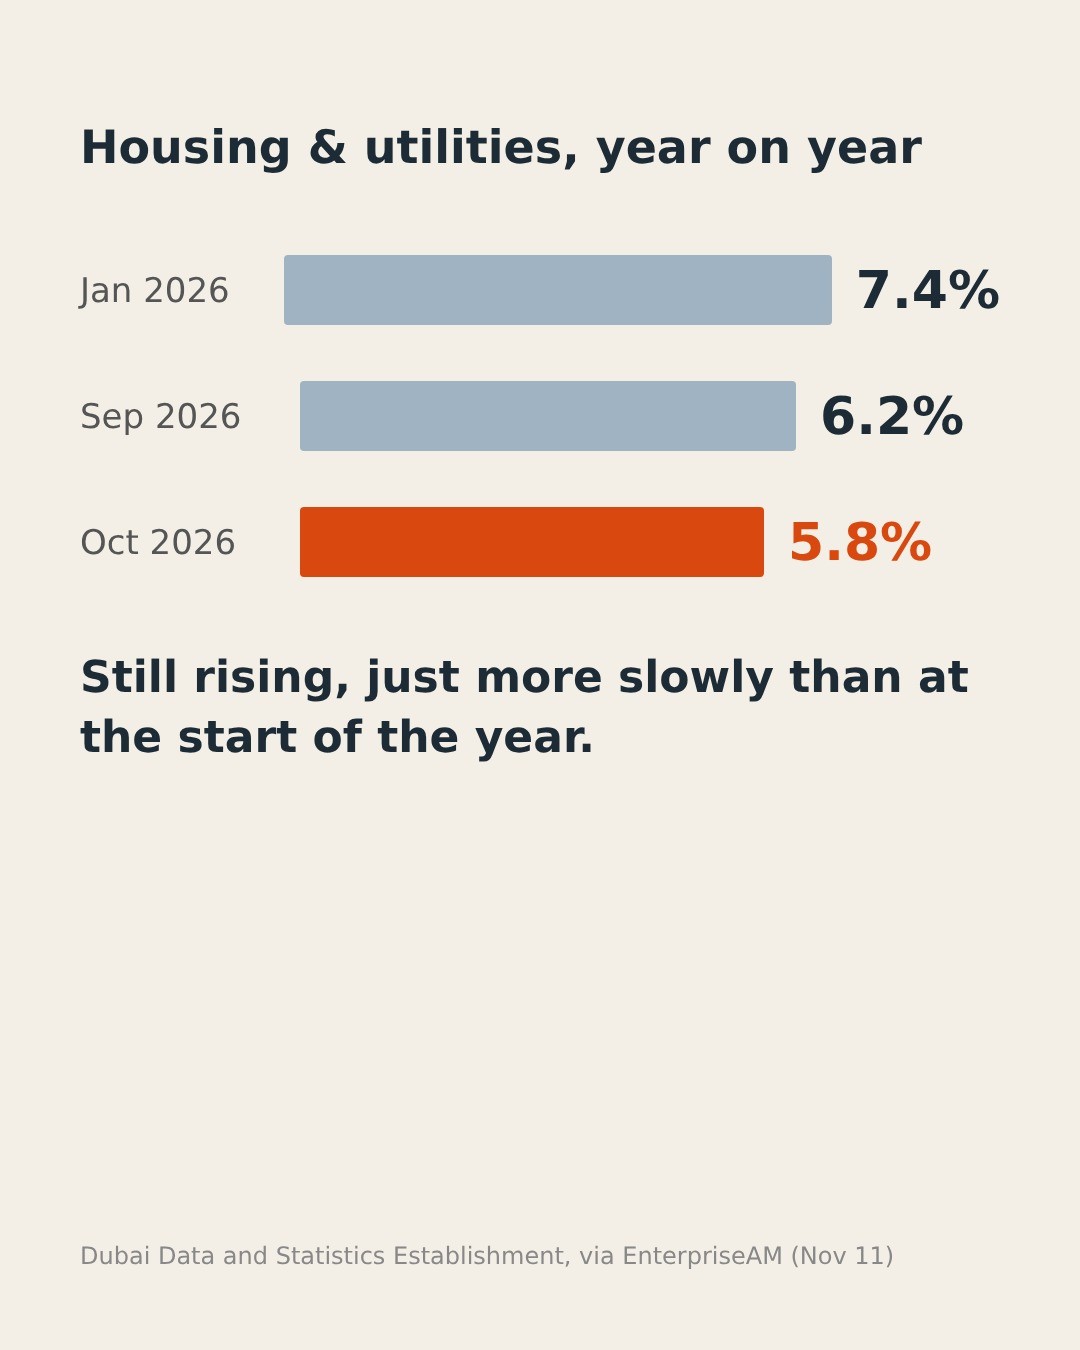 Housing & utilities, year on year
Jan 2026 7.4%
Sep 2026 6.2%
Oct 2026 5.8%
Still rising, just more slowly than at
the start of the year.
Dubai Data and Statistics Establishment, via EnterpriseAM (Nov 11)